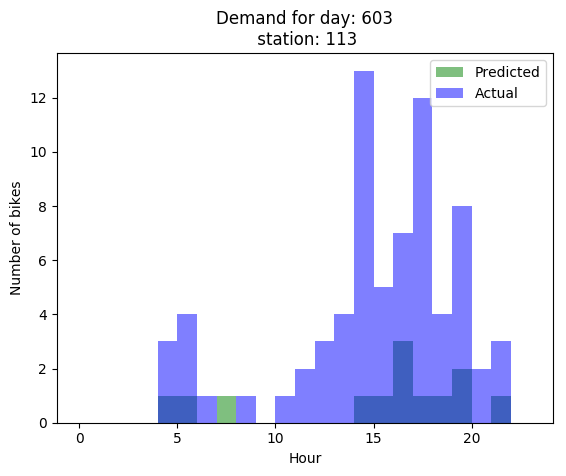 Demand for day: 603
station: 113
Predicted
Actual
Number of bikes
12
10
8
6
4
2
0
0
5
10
15
20
Hour